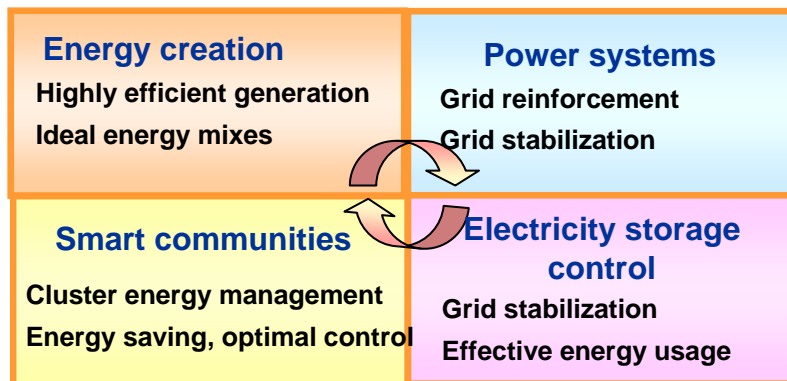 Energy creation
Highly efficient generation
Ideal energy mixes
Power systems
Grid reinforcement
Grid stabilization
Smart communities
Cluster energy management
Energy saving, optimal control
Electricity storage
control
Grid stabilization
Effective energy usage